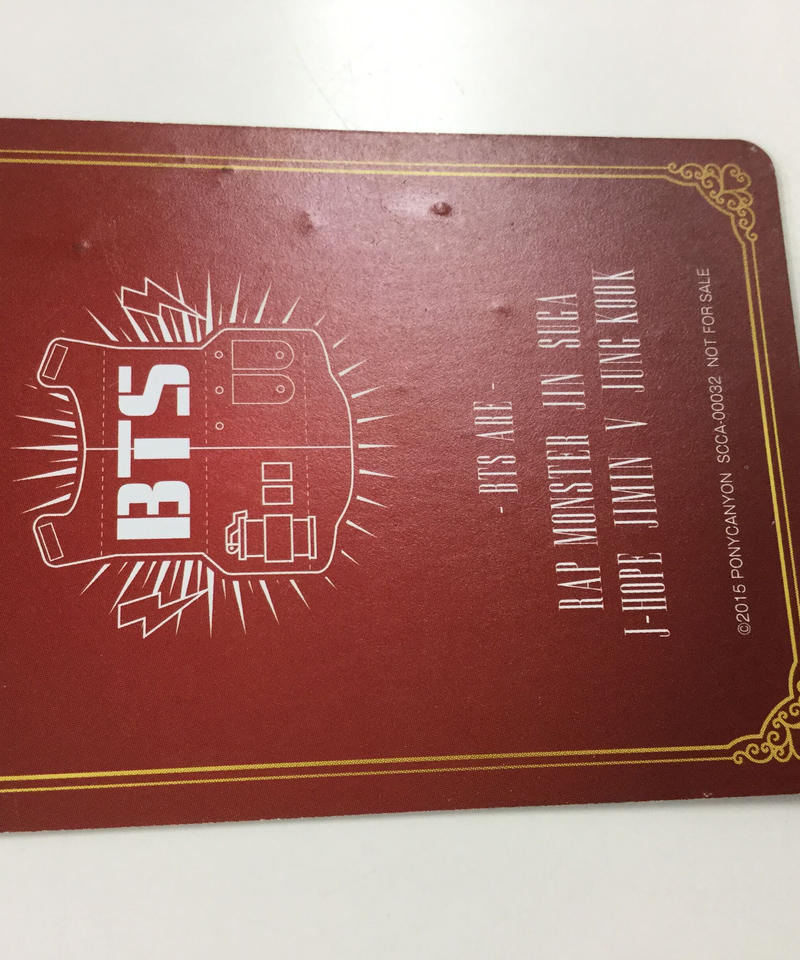 BTS
- BTS ARE -
RAP MONSTER JIN SUGA
J-HOPE JIMIN V JUNG KOOK
©2015 PONYCANYON SCCA-00032 NOT FOR SALE